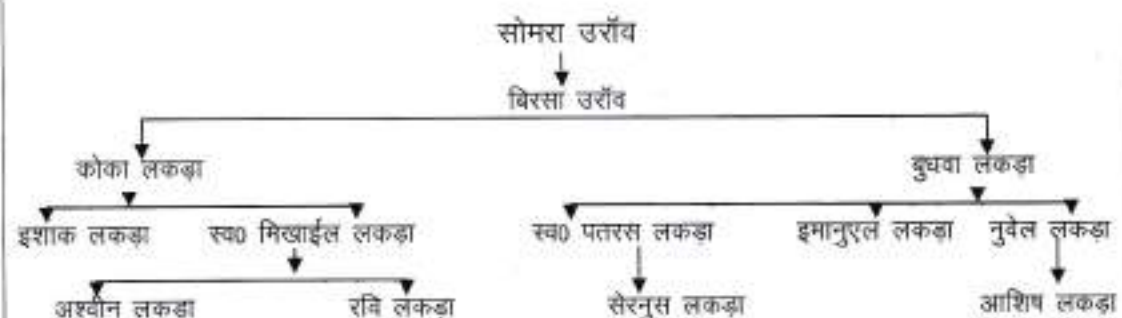 सोमरा उरॉव
बिरसा उरॉव
कोका लकड़ा बुधवा लकड़ा
इशाक लकड़ा स्व0 मिखाईल लकड़ा स्व0 पतरस लकड़ा इमानुएल लकड़ा नुवेल लकड़ा
अश्वीन लकडा रवि लकडा सेरनुस लकड़ा आशिष लकड़ा